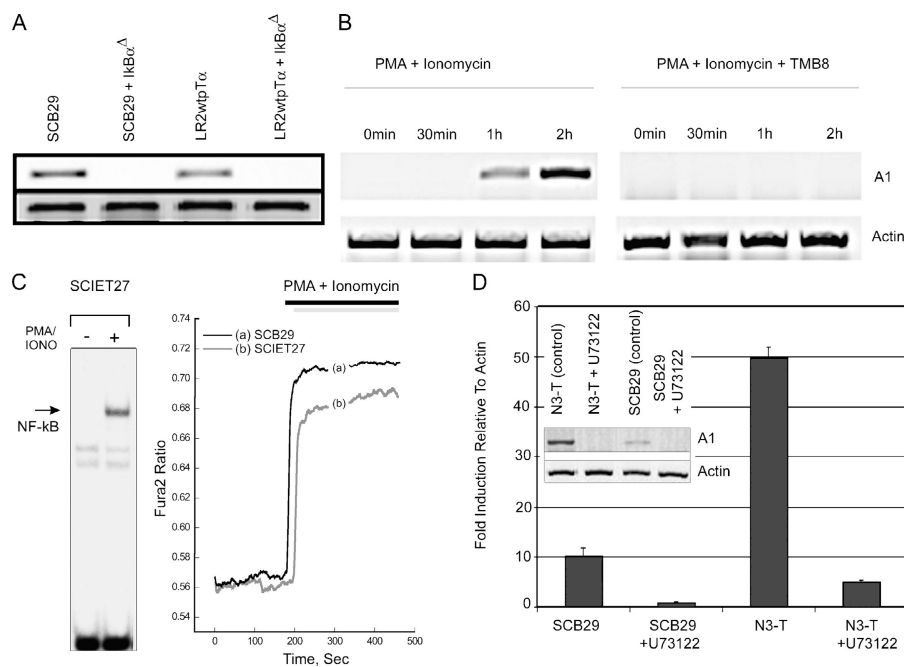 A
SCB29
SCB29 + IkBα^Δ
LR2wtpTα
LR2wtpTα + IkBα^Δ
B
PMA + Ionomycin
PMA + Ionomycin + TMB8
0min 30min 1h 2h
0min 30min 1h 2h
A1
Actin
C
SCIET27
PMA/
IONO
- +
NF-kB
PMA + Ionomycin
(a) SCB29
(b) SCIET27
(a)
(b)
Fura2 Ratio
0.74
0.72
0.70
0.68
0.66
0.64
0.62
0.60
0.58
0.56
0.54
0 100 200 300 400 500
Time, Sec
D
Fold Induction Relative To Actin
60
50
40
30
20
10
0
N3-T (control)
N3-T + U73122
SCB29 (control)
SCB29
+ U73122
A1
Actin
SCB29
SCB29
+U73122
N3-T
N3-T
+U73122